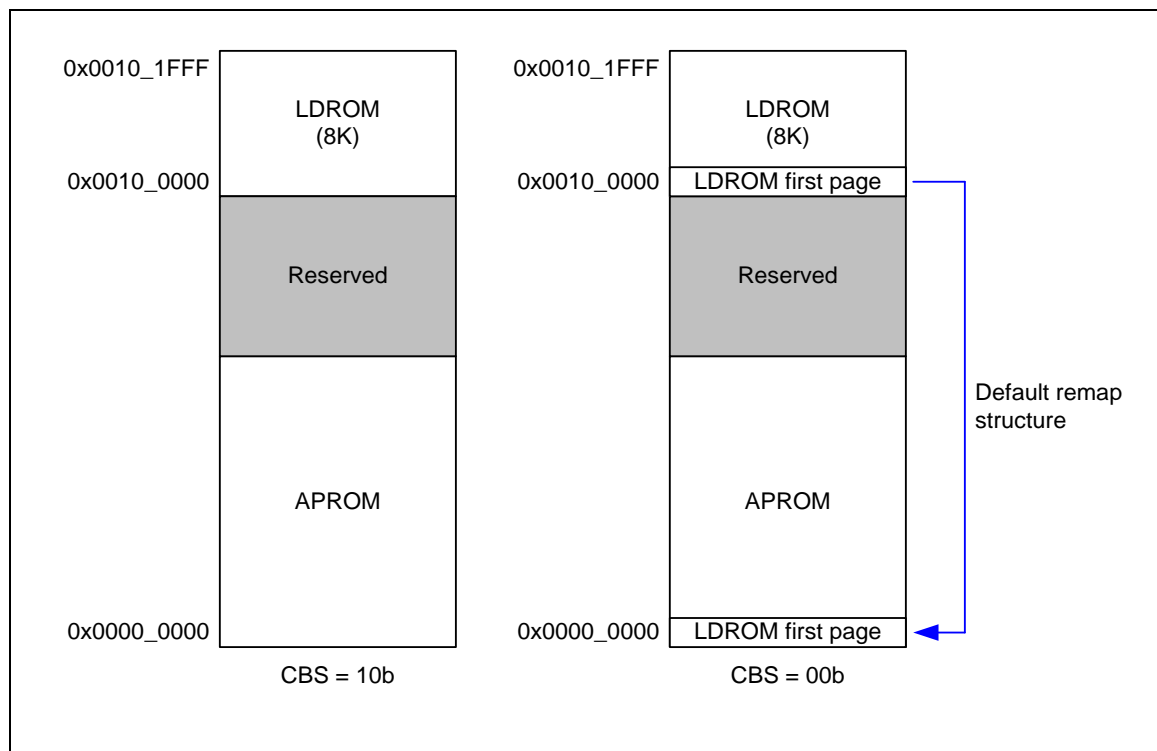 0x0010_1FFF
LDROM
(8K)
0x0010_0000
Reserved
APROM
0x0000_0000
CBS = 10b
0x0010_1FFF
LDROM
(8K)
0x0010_0000
LDROM first page
Reserved
Default remap
structure
APROM
0x0000_0000
LDROM first page
CBS = 00b